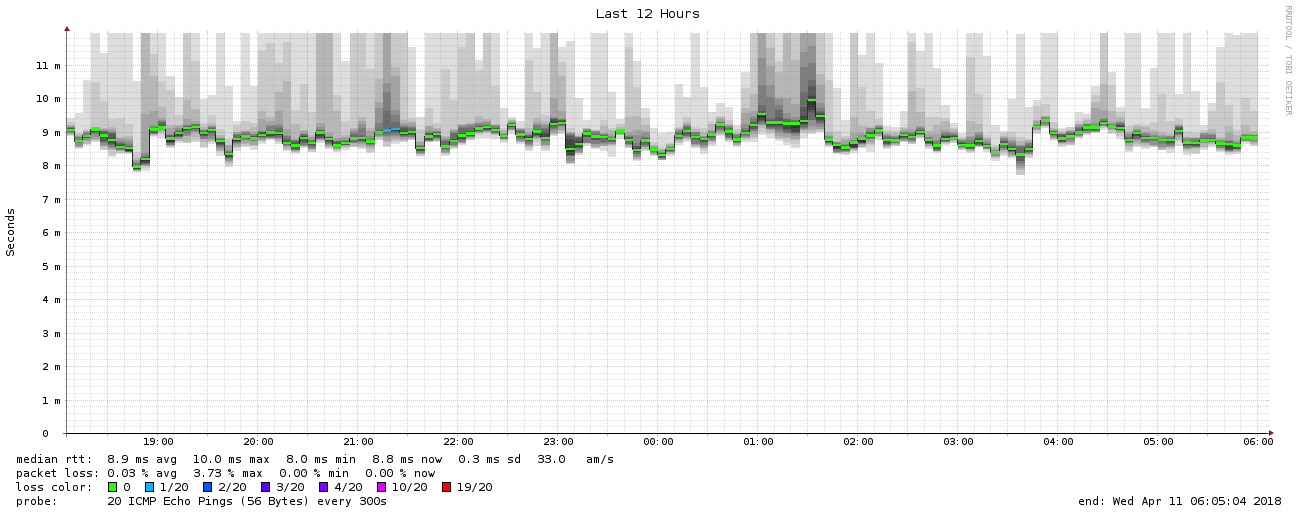 Last 12 Hours
RRDTOOL / TOBI OETIKER
Seconds
11 m
10 m
9 m
8 m
7 m
6 m
5 m
4 m
3 m
2 m
1 m
0
19:00 20:00 21:00 22:00 23:00 00:00 01:00 02:00 03:00 04:00 05:00 06:00
median rtt: 8.9 ms avg 10.0 ms max 8.0 ms min 8.8 ms now 0.3 ms sd 33.0 am/s
packet loss: 0.03 % avg 3.73 % max 0.00 % min 0.00 % now
loss color: 0 1/20 2/20 3/20 4/20 10/20 19/20
probe: 20 ICMP Echo Pings (56 Bytes) every 300s end: Wed Apr 11 06:05:04 2018